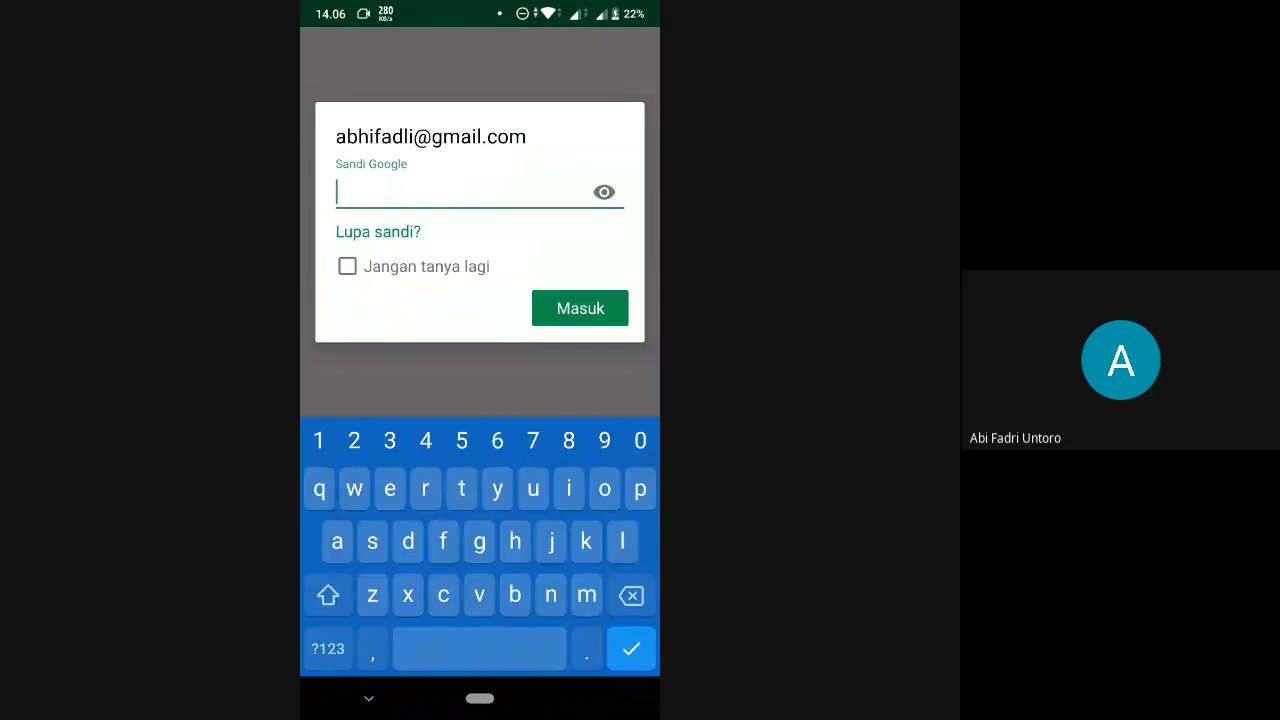 14.06 280 KB/s 22%
abhifadli@gmail.com
Sandi Google
Lupa sandi?
Jangan tanya lagi
Masuk
1 2 3 4 5 6 7 8 9 0
q w e r t y u i o p
a s d f g h j k l
z x c v b n m
?123 , .
A
Abi Fadri Untoro